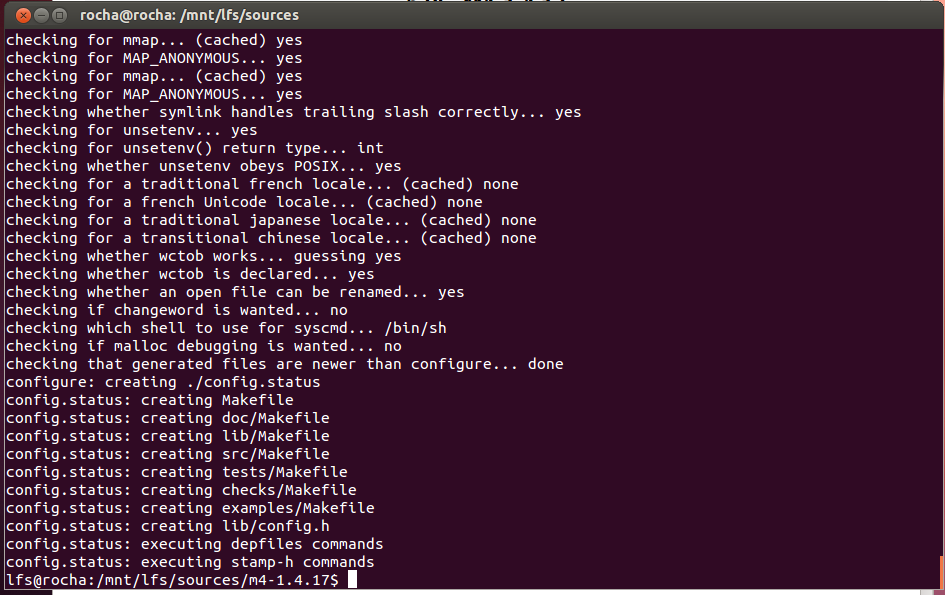 rocha@rocha: /mnt/lfs/sources
checking for mmap... (cached) yes
checking for MAP_ANONYMOUS... yes
checking for mmap... (cached) yes
checking for MAP_ANONYMOUS... yes
checking whether symlink handles trailing slash correctly... yes
checking for unsetenv... yes
checking for unsetenv() return type... int
checking whether unsetenv obeys POSIX... yes
checking for a traditional french locale... (cached) none
checking for a french Unicode locale... (cached) none
checking for a traditional japanese locale... (cached) none
checking for a transitional chinese locale... (cached) none
checking whether wctob works... guessing yes
checking whether wctob is declared... yes
checking whether an open file can be renamed... yes
checking if changeword is wanted... no
checking which shell to use for syscmd... /bin/sh
checking if malloc debugging is wanted... no
checking that generated files are newer than configure... done
configure: creating ./config.status
config.status: creating Makefile
config.status: creating doc/Makefile
config.status: creating lib/Makefile
config.status: creating src/Makefile
config.status: creating tests/Makefile
config.status: creating checks/Makefile
config.status: creating examples/Makefile
config.status: creating lib/config.h
config.status: executing depfiles commands
config.status: executing stamp-h commands
lfs@rocha:/mnt/lfs/sources/m4-1.4.17$